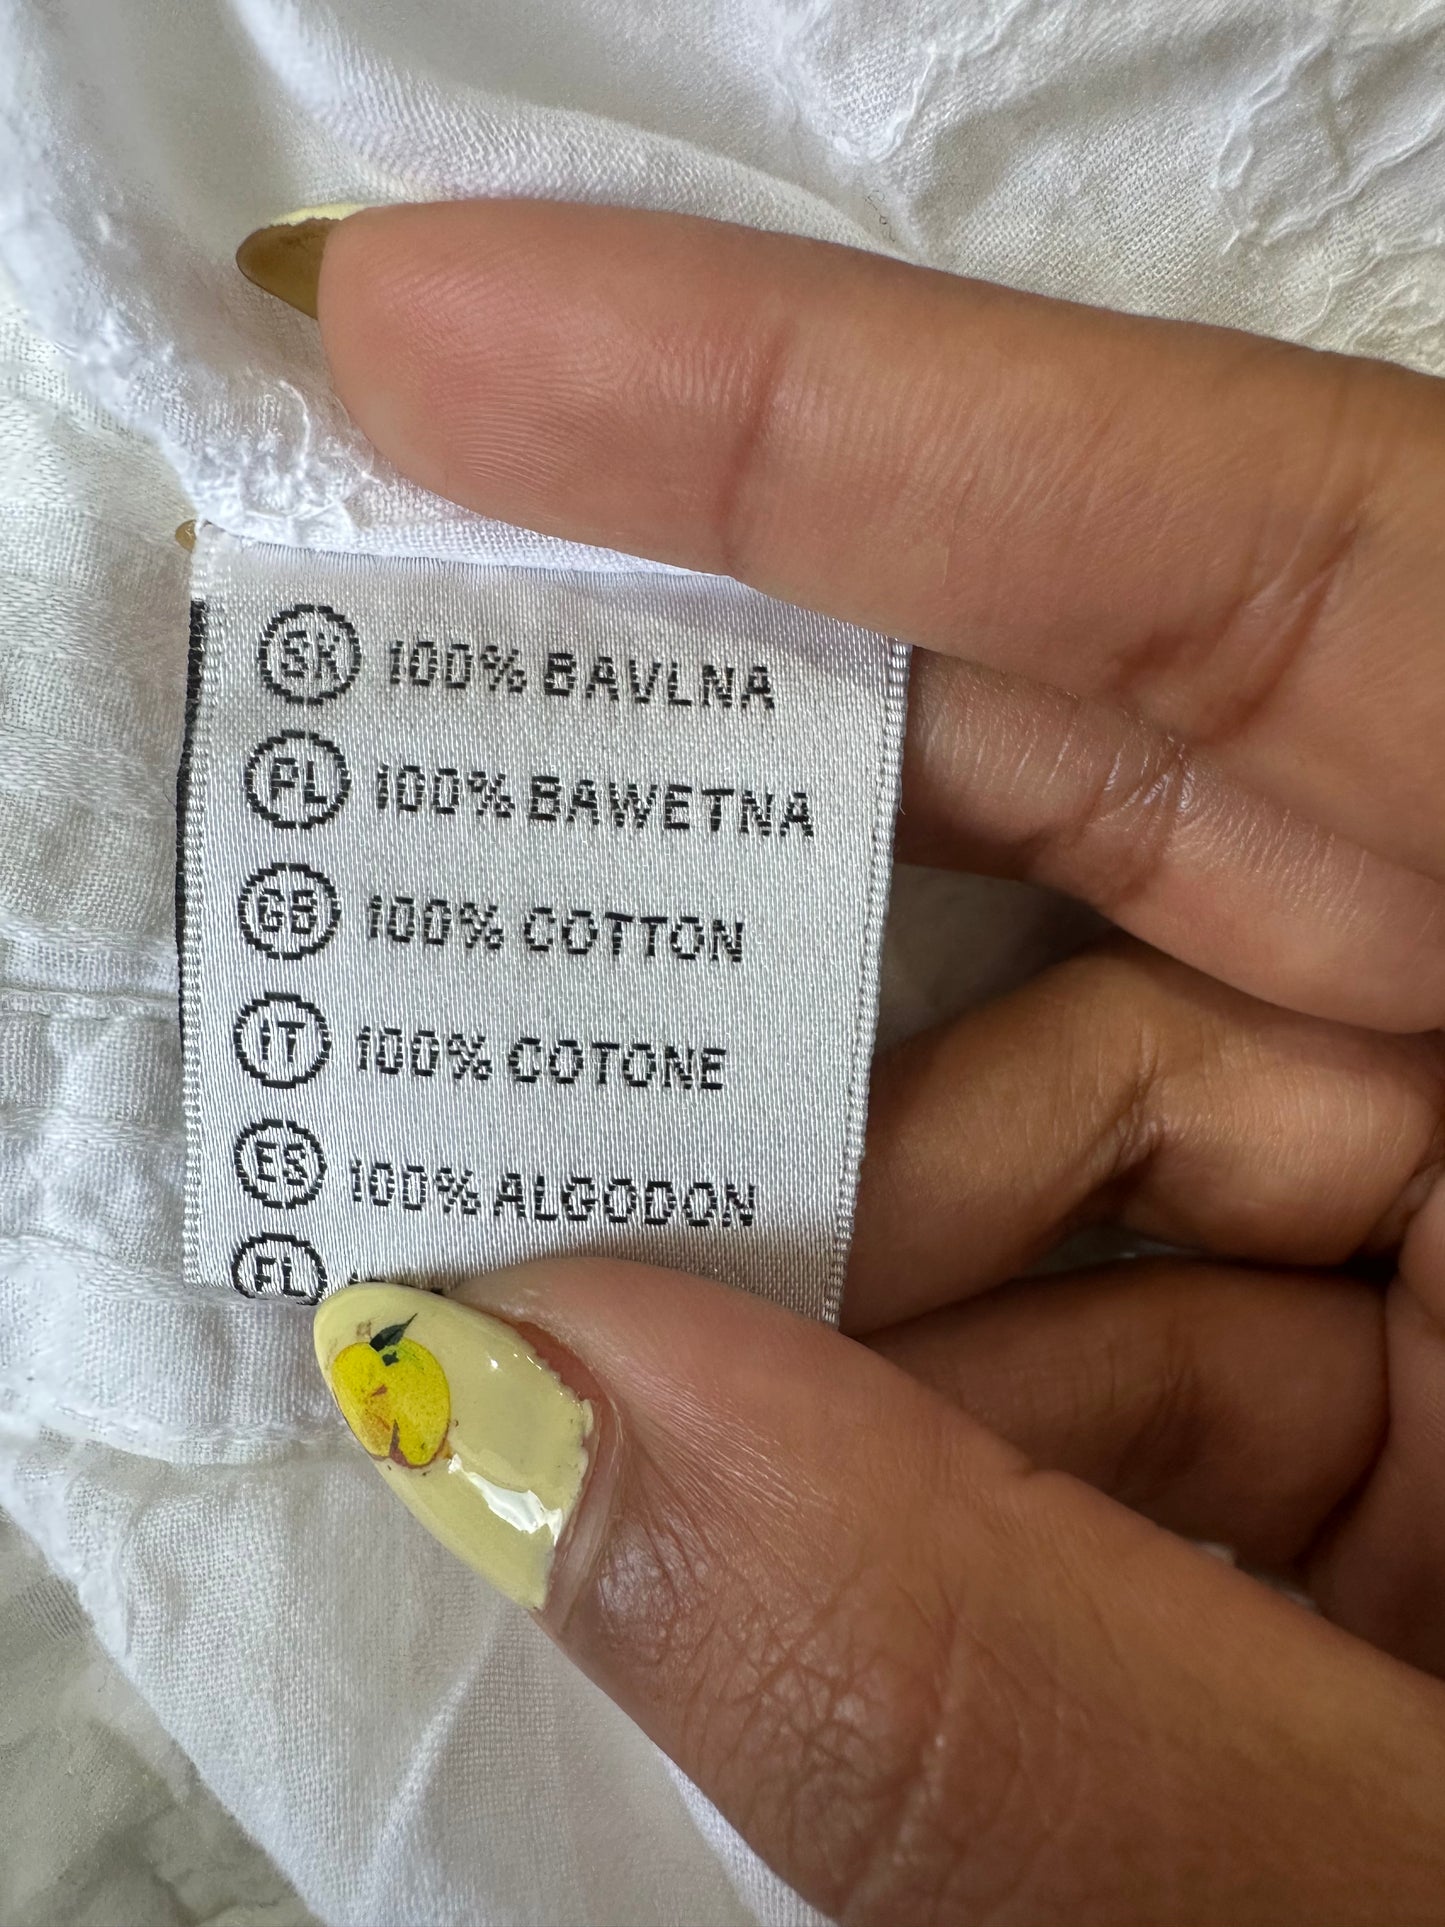 SK 100% BAVLNA
PL 100% BAWETNA
GB 100% COTTON
IT 100% COTONE
ES 100% ALGODON
FL